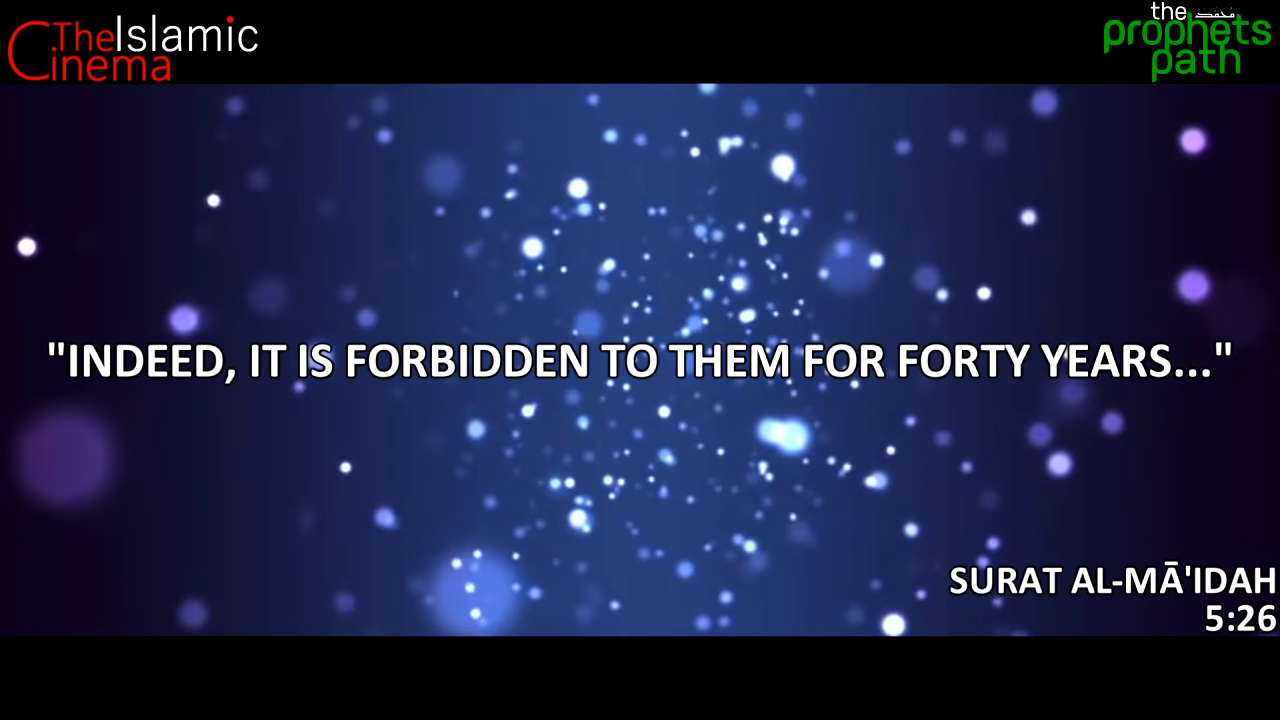 The Islamic
Cinema
the محمد
prophets
path
"INDEED, IT IS FORBIDDEN TO THEM FOR FORTY YEARS..."
SURAT AL-MĀ'IDAH
5:26